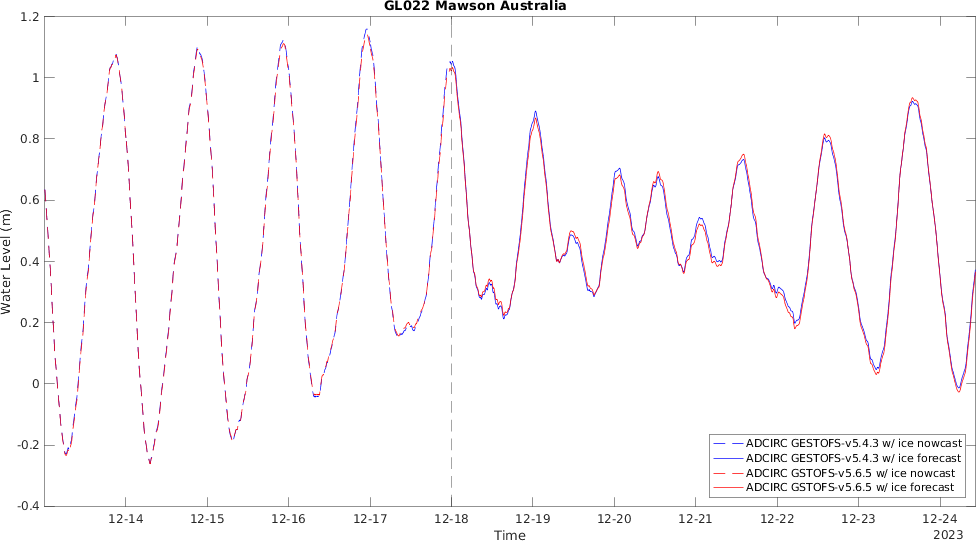 GL022 Mawson Australia
1.2
1
0.8
0.6
0.4
0.2
0
-0.2
-0.4
Water Level (m)
ADCIRC GESTOFS-v5.4.3 w/ ice nowcast
ADCIRC GESTOFS-v5.4.3 w/ ice forecast
ADCIRC GSTOFS-v5.6.5 w/ ice nowcast
ADCIRC GSTOFS-v5.6.5 w/ ice forecast
12-14 12-15 12-16 12-17 12-18 12-19 12-20 12-21 12-22 12-23 12-24
Time
2023